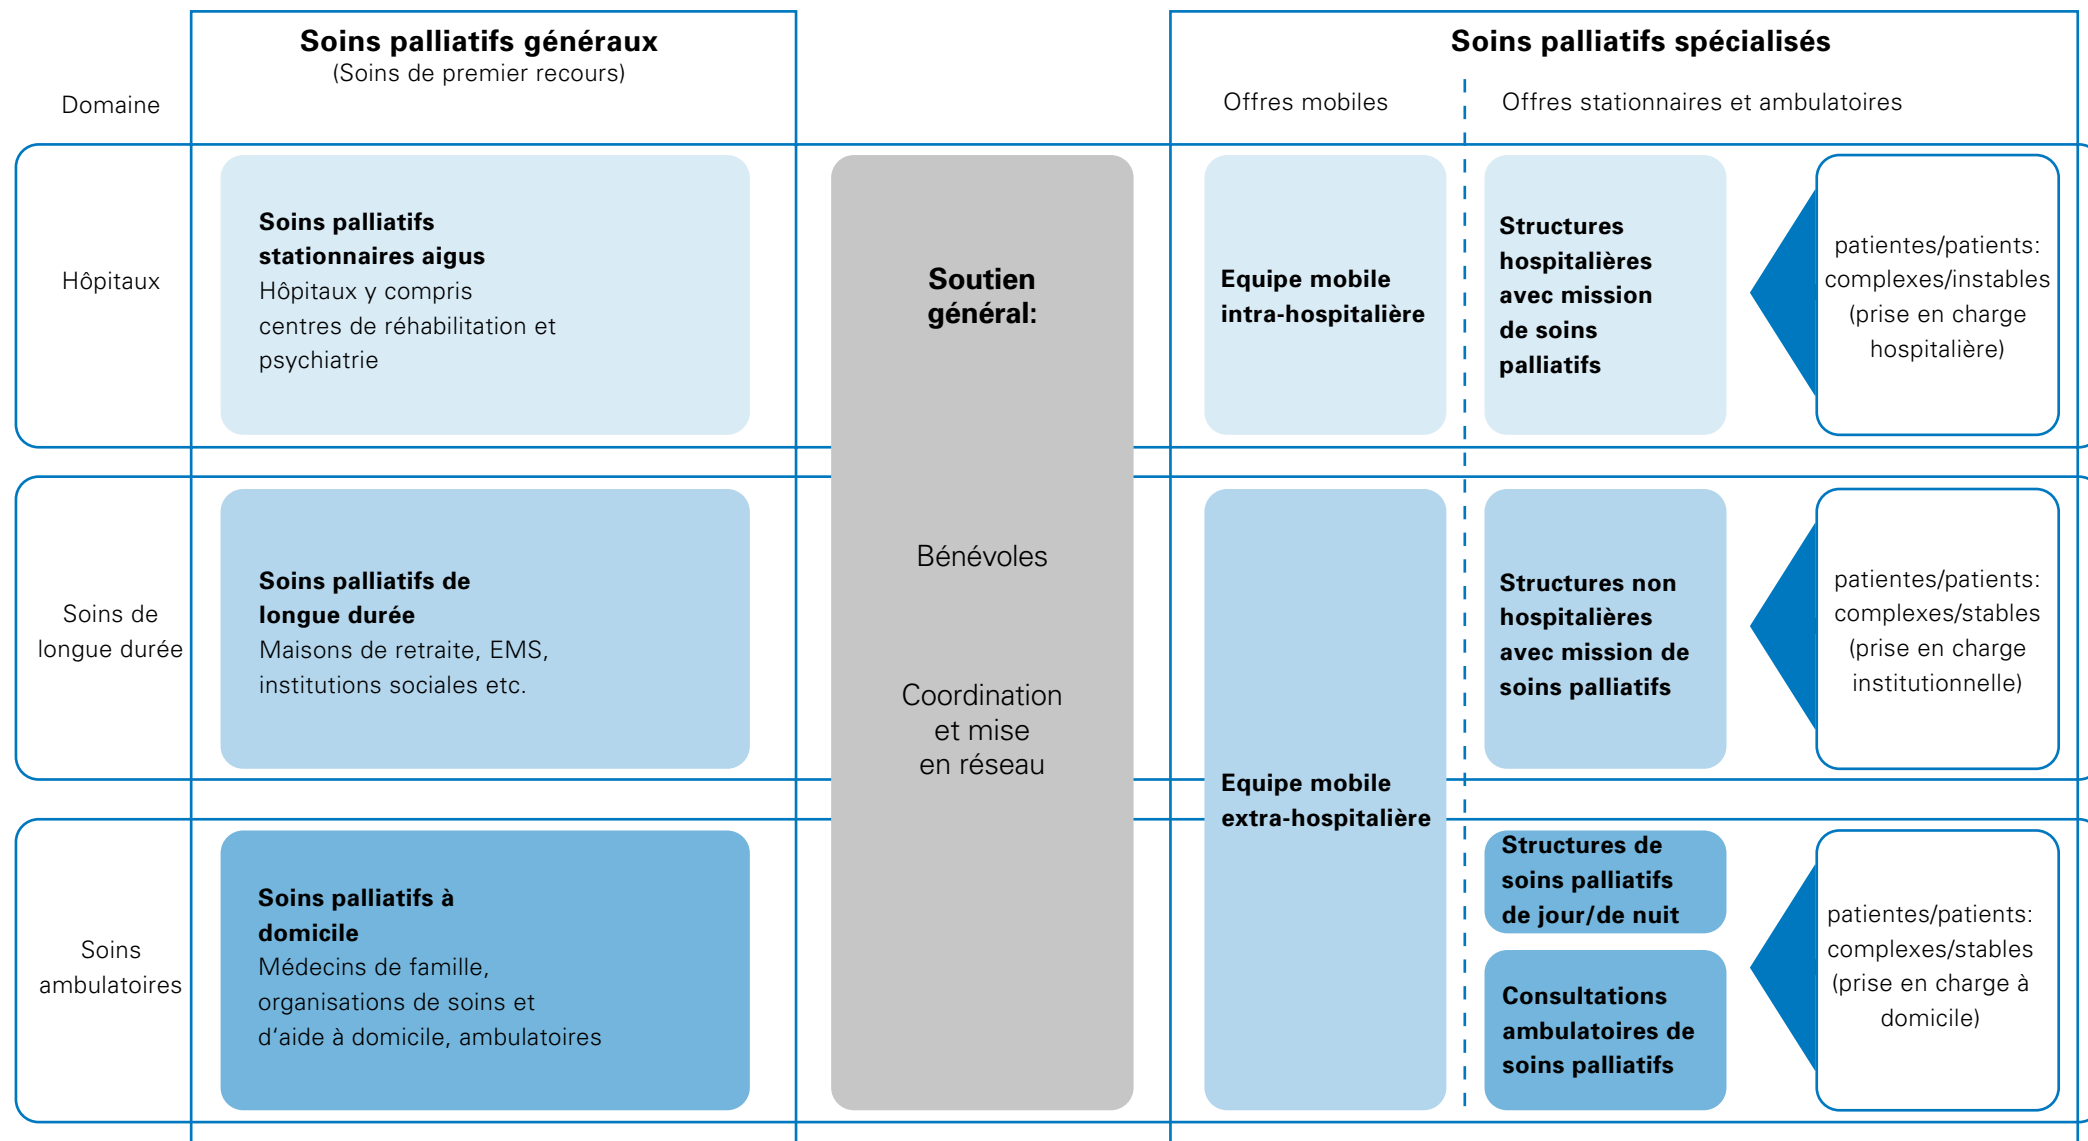 Soins palliatifs généraux
(Soins de premier recours)
Soins palliatifs spécialisés
Domaine
Offres mobiles
Offres stationnaires et ambulatoires
Hôpitaux
Soins palliatifs
stationnaires aigus
Hôpitaux y compris
centres de réhabilitation et
psychiatrie
Soutien
général:
Bénévoles
Coordination
et mise
en réseau
Equipe mobile
intra-hospitalière
Structures
hospitalières
avec mission
de soins
palliatifs
patientes/patients:
complexes/instables
(prise en charge
hospitalière)
Soins de
longue durée
Soins palliatifs de
longue durée
Maisons de retraite, EMS,
institutions sociales etc.
Equipe mobile
extra-hospitalière
Structures non
hospitalières
avec mission de
soins palliatifs
patientes/patients:
complexes/stables
(prise en charge
institutionnelle)
Soins
ambulatoires
Soins palliatifs à
domicile
Médecins de famille,
organisations de soins et
d‘aide à domicile, ambulatoires
Structures de
soins palliatifs
de jour/de nuit
Consultations
ambulatoires de
soins palliatifs
patientes/patients:
complexes/stables
(prise en charge à
domicile)